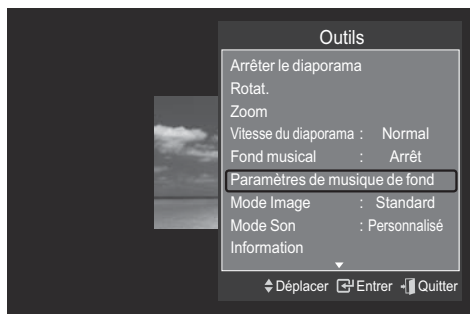 Outils
Arrêter le diaporama
Rotat.
Zoom
Vitesse du diaporama : Normal
Fond musical : Arrêt
Paramètres de musique de fond
Mode Image : Standard
Mode Son : Personnalisé
Information
Déplacer Entrer Quitter